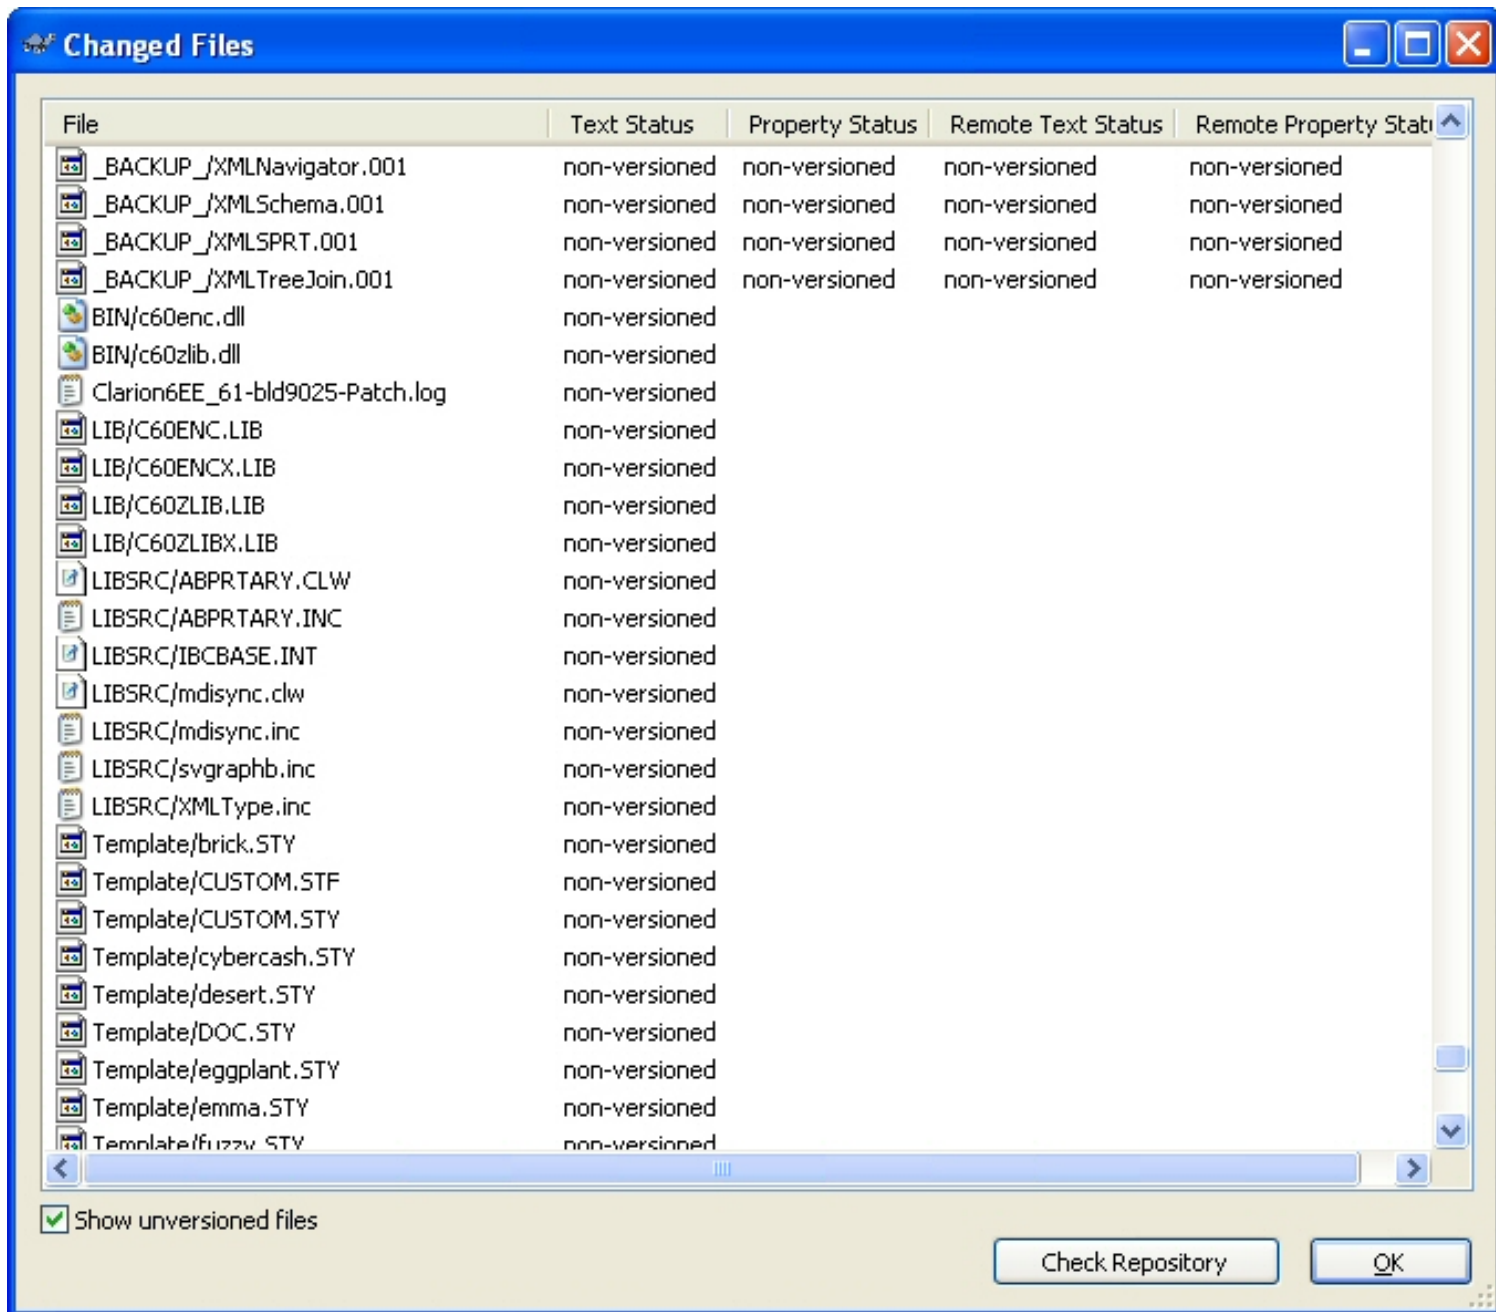 Changed Files
File Text Status Property Status Remote Text Status Remote Property Stat
_BACKUP_/XMLNavigator.001 non-versioned non-versioned non-versioned non-versioned
_BACKUP_/XMLSchema.001 non-versioned non-versioned non-versioned non-versioned
_BACKUP_/XMLSPRT.001 non-versioned non-versioned non-versioned non-versioned
_BACKUP_/XMLTreeJoin.001 non-versioned non-versioned non-versioned non-versioned
BIN/c60enc.dll non-versioned
BIN/c60zlib.dll non-versioned
Clarion6EE_61-bld9025-Patch.log non-versioned
LIB/C60ENC.LIB non-versioned
LIB/C60ENCX.LIB non-versioned
LIB/C60ZLIB.LIB non-versioned
LIB/C60ZLIBX.LIB non-versioned
LIBSRC/ABPRTARY.CLW non-versioned
LIBSRC/ABPRTARY.INC non-versioned
LIBSRC/IBCBASE.INT non-versioned
LIBSRC/mdisync.clw non-versioned
LIBSRC/mdisync.inc non-versioned
LIBSRC/svgraphb.inc non-versioned
LIBSRC/XMLType.inc non-versioned
Template/brick.STY non-versioned
Template/CUSTOM.STF non-versioned
Template/CUSTOM.STY non-versioned
Template/cybercash.STY non-versioned
Template/desert.STY non-versioned
Template/DOC.STY non-versioned
Template/eggplant.STY non-versioned
Template/emma.STY non-versioned
Template/fuzzy.STY non-versioned
Show unversioned files
Check Repository OK